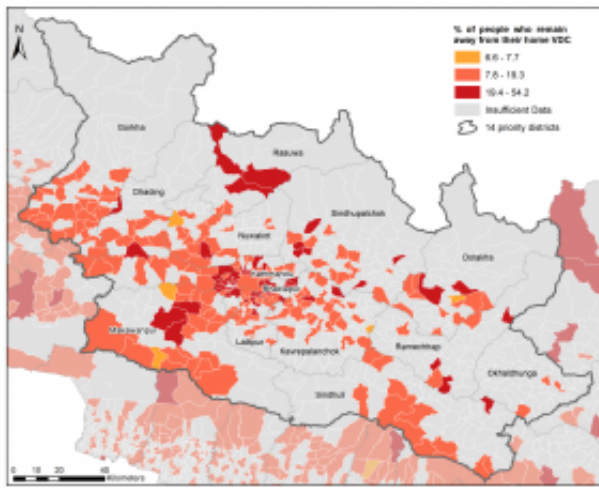 N
% of people who remain
away from their home VDC
6.6 - 7.7
7.8 - 19.3
19.4 - 54.2
Insufficient Data
14 priority districts
Gorkha
Rasuwa
Dhading
Sindhupalchok
Nuwakot
Dolakha
Kathmandu
Bhaktapur
Makawanpur
Lalitpur
Kavrepalanchok
Ramechhap
Okhaldhunga
Sindhuli
0 10 20 40
Kilometers